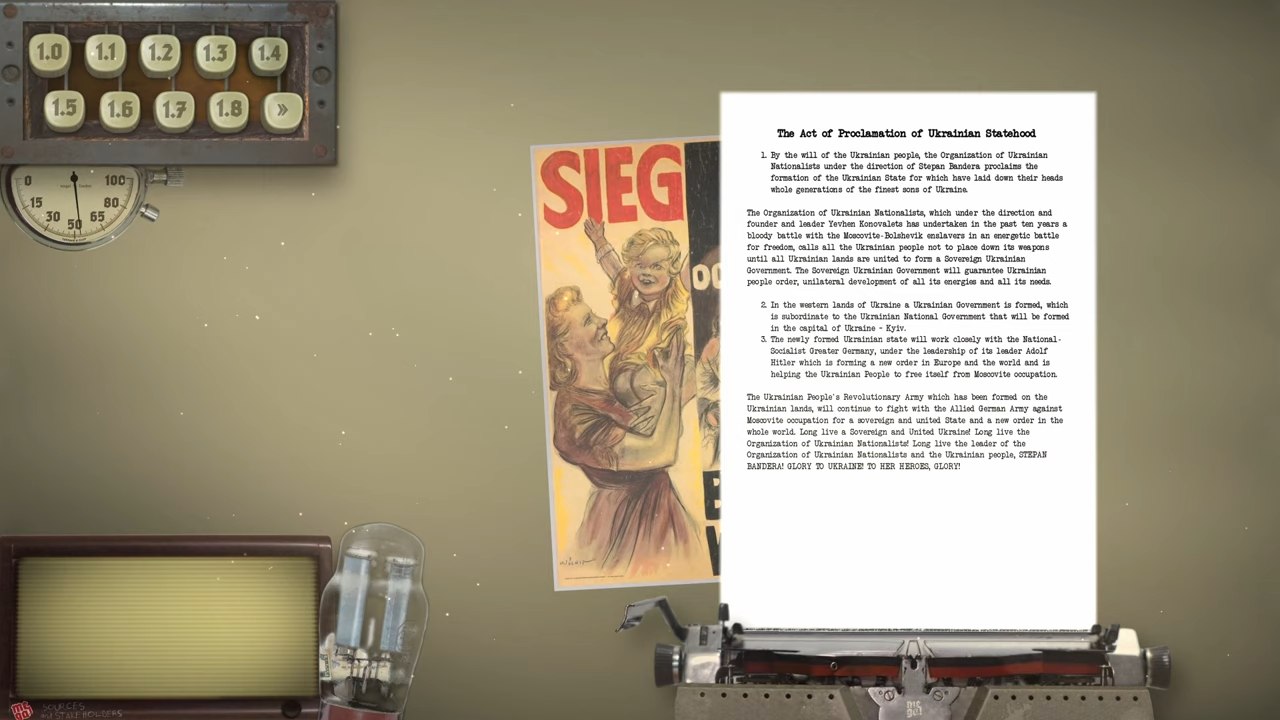 1.0 1.1 1.2 1.3 1.4
1.5 1.6 1.7 1.8 »
0 100
15 80
30 50 65
SIEG
The Act of Proclamation of Ukrainian Statehood
1. By the will of the Ukrainian people, the Organization of Ukrainian
Nationalists under the direction of Stepan Bandera proclaims the
formation of the Ukrainian State for which have laid down their heads
whole generations of the finest sons of Ukraine.
The Organization of Ukrainian Nationalists, which under the direction and
founder and leader Yevhen Konovalets has undertaken in the past ten years a
bloody battle with the Moscovite-Bolshevik enslavers in an energetic battle
for freedom, calls all the Ukrainian people not to place down its weapons
until all Ukrainian lands are united to form a Sovereign Ukrainian
Government. The Sovereign Ukrainian Government will guarantee Ukrainian
people order, unilateral development of all its energies and all its needs.
2. In the western lands of Ukraine a Ukrainian Government is formed, which
is subordinate to the Ukrainian National Government that will be formed
in the capital of Ukraine - Kyiv.
3. The newly formed Ukrainian state will work closely with the National-
Socialist Greater Germany, under the leadership of its leader Adolf
Hitler which is forming a new order in Europe and the world and is
helping the Ukrainian People to free itself from Moscovite occupation.
The Ukrainian People's Revolutionary Army which has been formed on the
Ukrainian lands, will continue to fight with the Allied German Army against
Moscovite occupation for a sovereign and united State and a new order in the
whole world. Long live a Sovereign and United Ukraine! Long live the
Organization of Ukrainian Nationalists! Long live the leader of the
Organization of Ukrainian Nationalists and the Ukrainian people, STEPAN
BANDERA! GLORY TO UKRAINE! TO HER HEROES, GLORY!
SOURCES